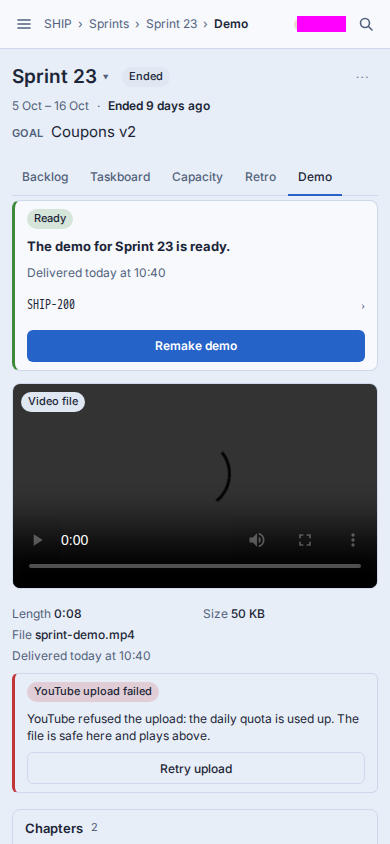 SHIP › Sprints › Sprint 23 › Demo
Sprint 23 ▾ Ended ...
5 Oct – 16 Oct · Ended 9 days ago
GOAL Coupons v2
Backlog Taskboard Capacity Retro Demo
Ready
The demo for Sprint 23 is ready.
Delivered today at 10:40
SHIP-200 ›
Remake demo
Video file
0:00
Length 0:08 Size 50 KB
File sprint-demo.mp4
Delivered today at 10:40
YouTube upload failed
YouTube refused the upload: the daily quota is used up. The
file is safe here and plays above.
Retry upload
Chapters 2